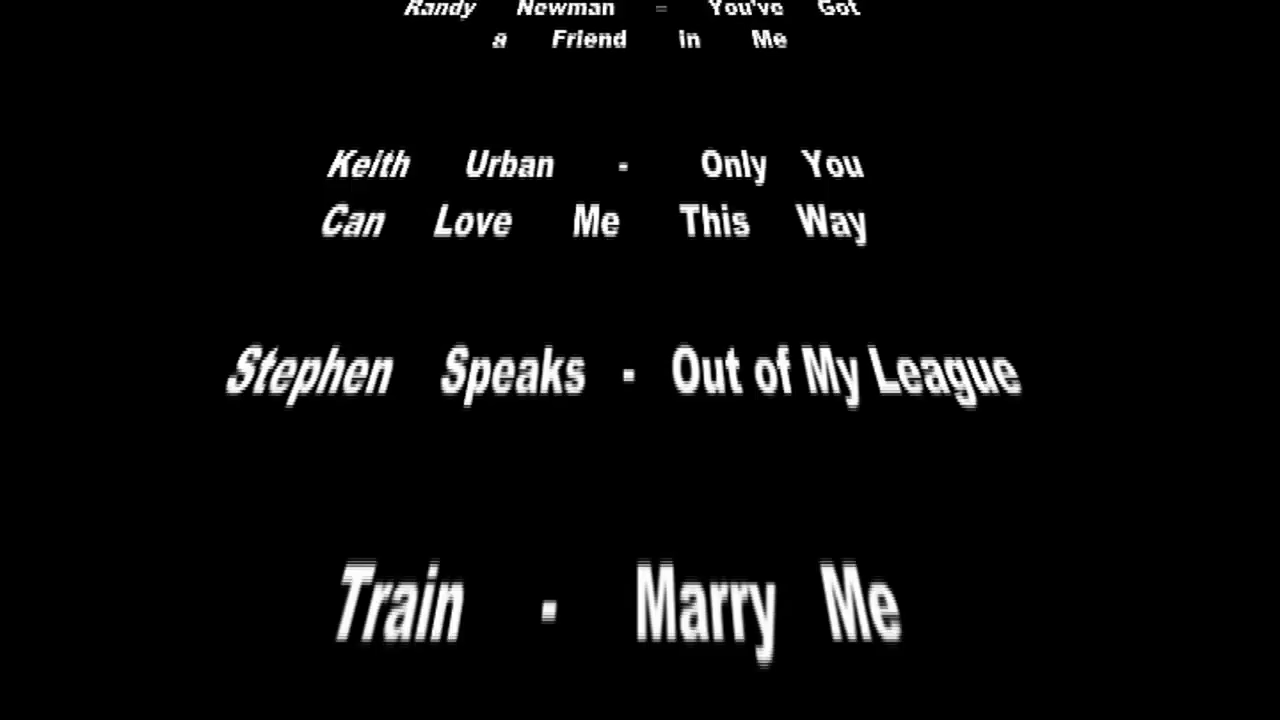 Randy Newman - You've Got
a Friend in Me
Keith Urban - Only You
Can Love Me This Way
Stephen Speaks - Out of My League
Train - Marry Me